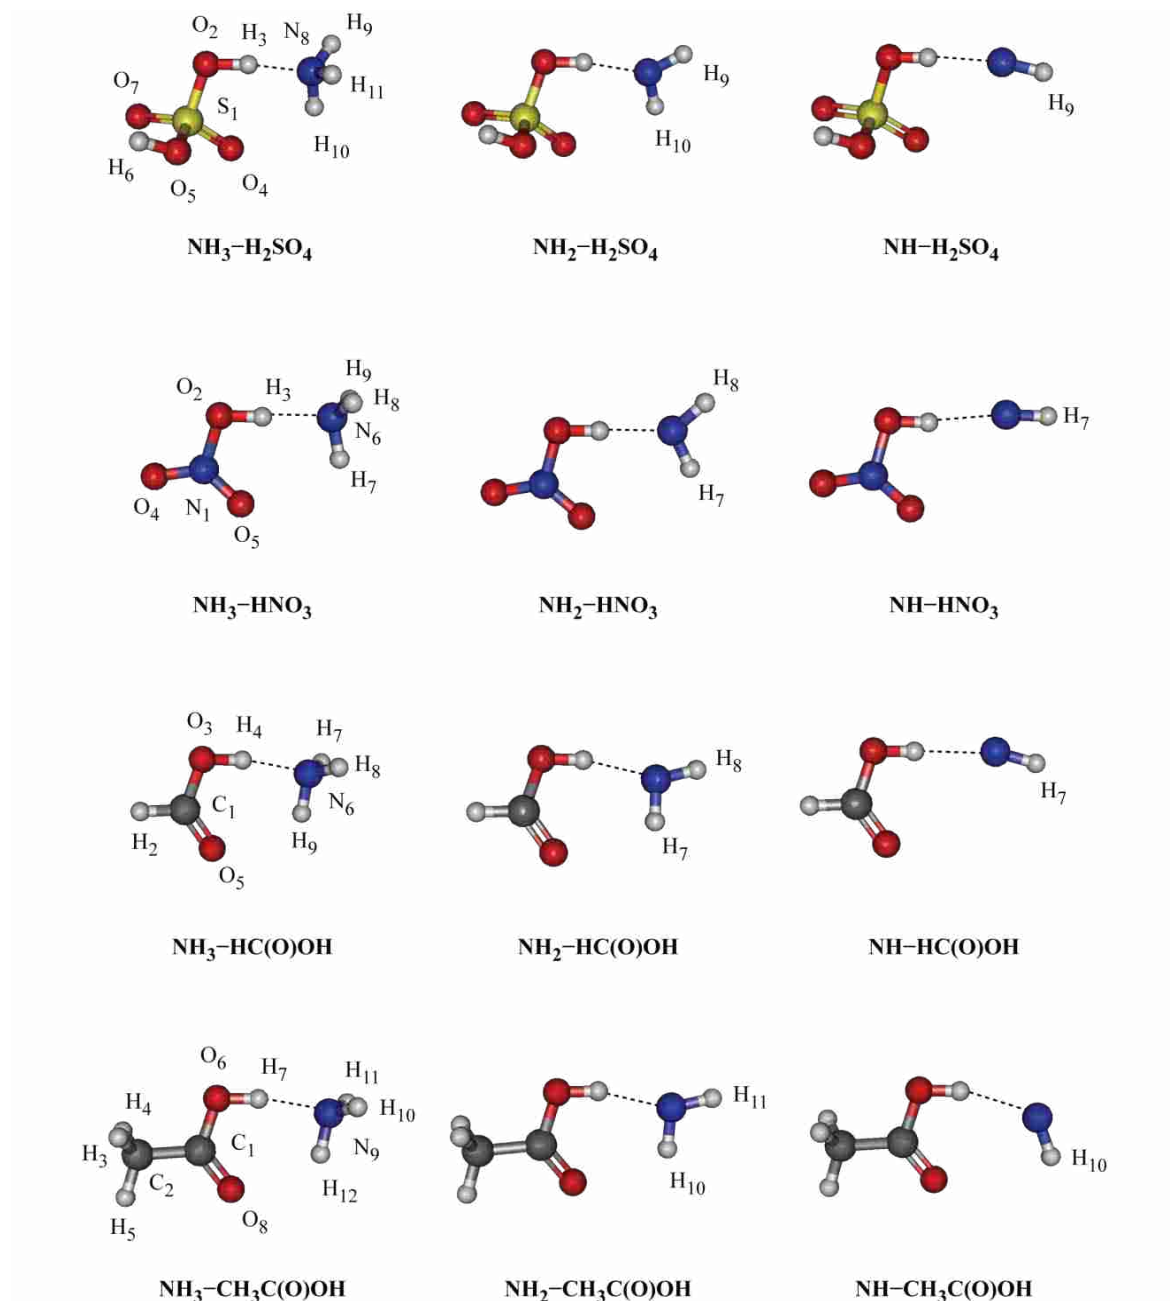 O₂ H₃ N₈ H₉
O₇ S₁ H₁₁ H₉
H₁₀ H₁₀ H₉
H₆ O₅ O₄
NH₃−H₂SO₄ NH₂−H₂SO₄ NH−H₂SO₄
H₉ H₈
O₂ H₃ H₈ H₇
N₆
H₇ H₇
O₄ N₁ O₅
NH₃−HNO₃ NH₂−HNO₃ NH−HNO₃
O₃ H₄ H₇
H₈ H₈
C₁ N₆ H₇
H₂ H₉ H₇
O₅
NH₃−HC(O)OH NH₂−HC(O)OH NH−HC(O)OH
O₆ H₇ H₁₁
H₄ H₁₀ H₁₁
H₃ C₁ N₉ H₁₀
C₂ H₁₂ H₁₀
H₅ O₈
NH₃−CH₃C(O)OH NH₂−CH₃C(O)OH NH−CH₃C(O)OH